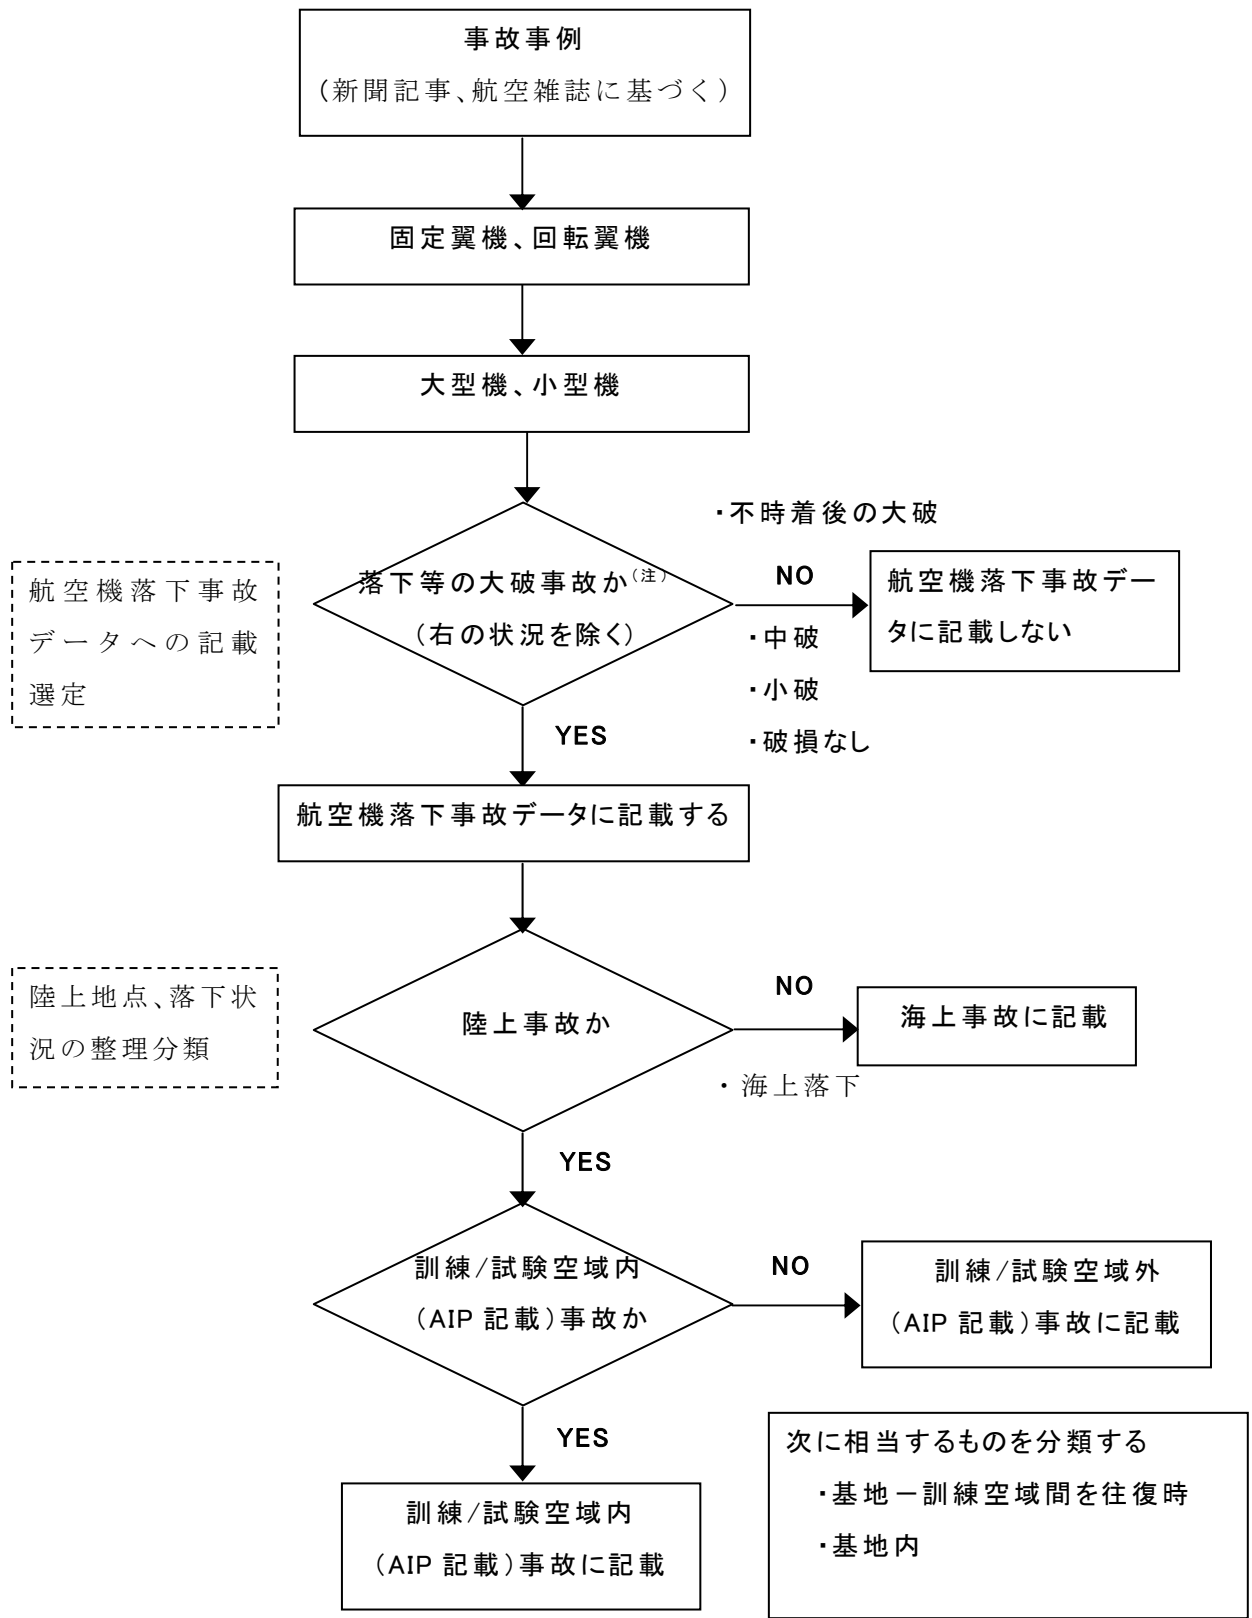 事故事例
（新聞記事、航空雑誌に基づく）
固定翼機、回転翼機
大型機、小型機
・不時着後の大破
航空機落下事故
データへの記載
選定
落下等の大破事故か（注）
（右の状況を除く）
NO
・中破
・小破
・破損なし
航空機落下事故デー
タに記載しない
YES
航空機落下事故データに記載する
陸上地点、落下状
況の整理分類
陸上事故か
NO
・海上落下
海上事故に記載
YES
訓練/試験空域内
（AIP 記載）事故か
NO
訓練/試験空域外
（AIP 記載）事故に記載
YES
訓練/試験空域内
（AIP 記載）事故に記載
次に相当するものを分類する
・基地－訓練空域間を往復時
・基地内